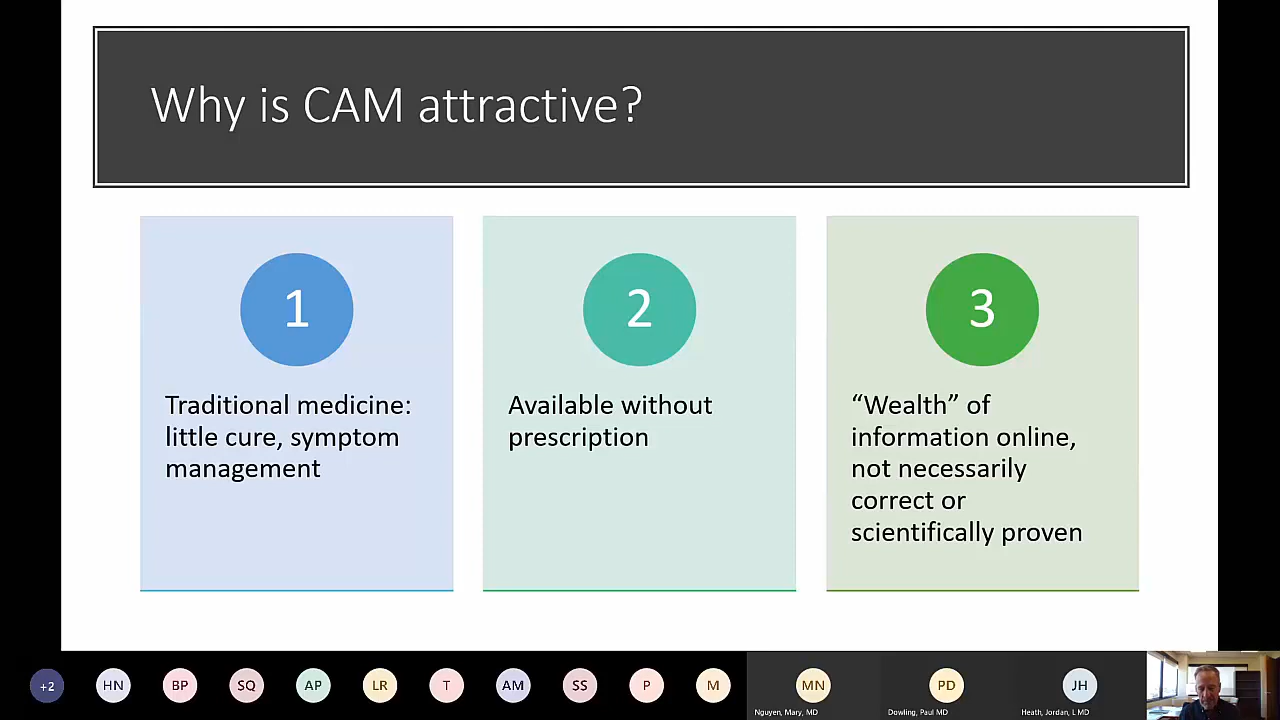 Why is CAM attractive?
1
Traditional medicine:
little cure, symptom
management
2
Available without
prescription
3
“Wealth” of
information online,
not necessarily
correct or
scientifically proven
+2
HN
BP
SQ
AP
LR
T
AM
SS
P
M
MN
Nguyen, Mary, MD
PD
Dowling, Paul MD
JH
Heath, Jordan, L MD